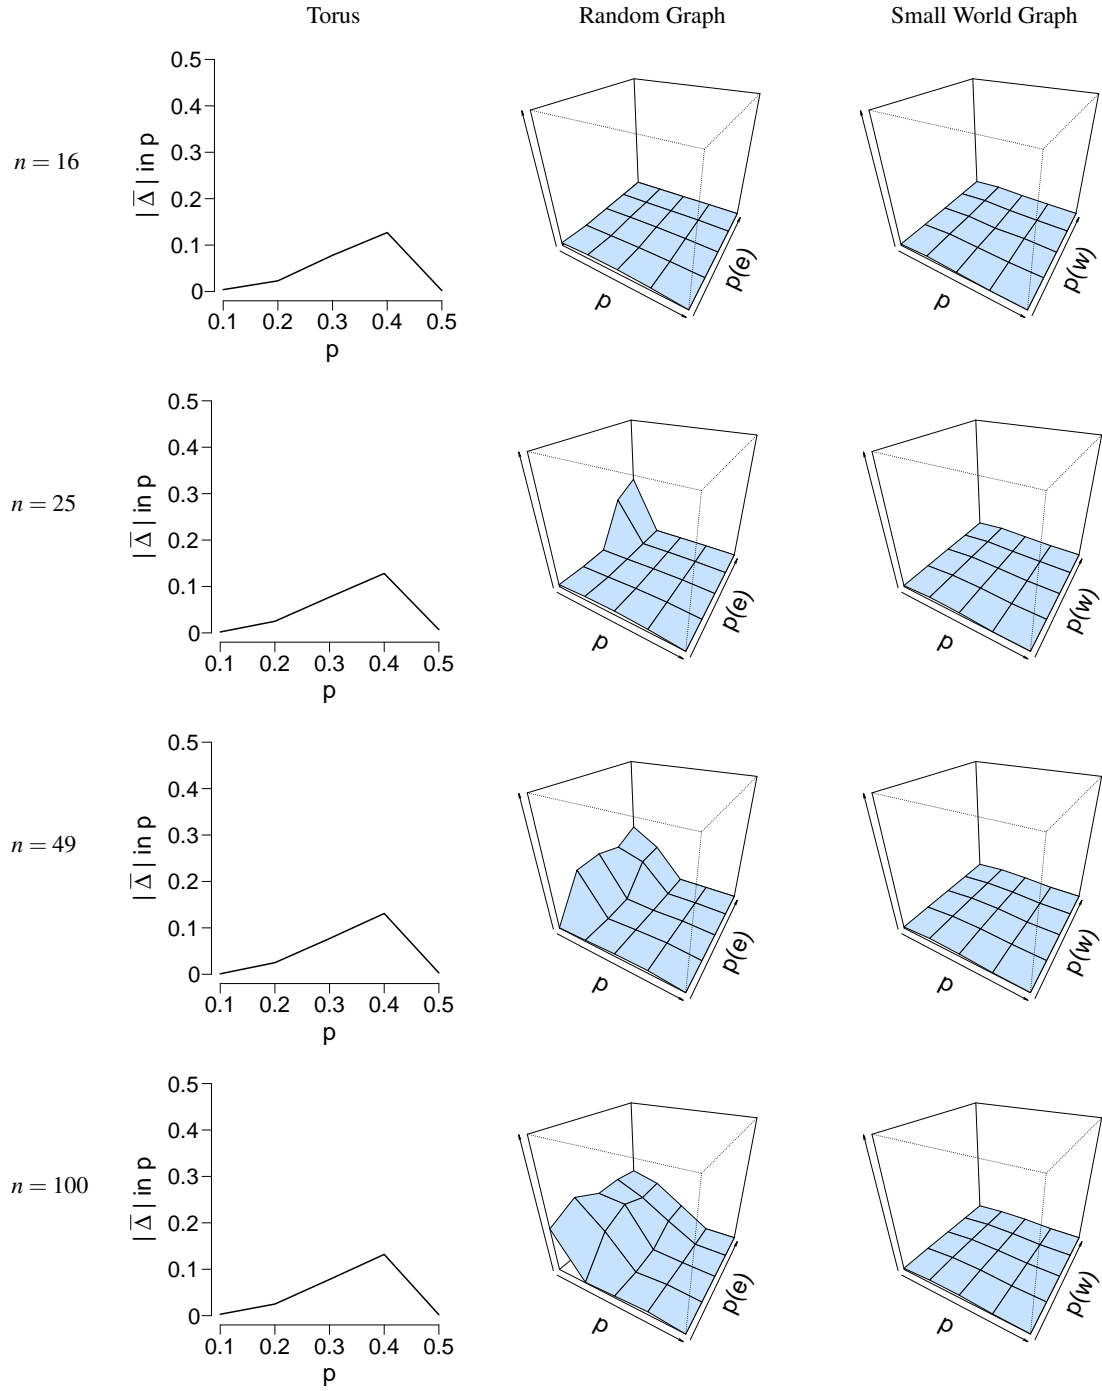 Torus Random Graph Small World Graph
n = 16
| Δ̅ | in p
0.5
0.4
0.3
0.2
0.1
0
0.1 0.2 0.3 0.4 0.5
p
p
p(e)
p
p(w)
n = 25
| Δ̅ | in p
0.5
0.4
0.3
0.2
0.1
0
0.1 0.2 0.3 0.4 0.5
p
p
p(e)
p
p(w)
n = 49
| Δ̅ | in p
0.5
0.4
0.3
0.2
0.1
0
0.1 0.2 0.3 0.4 0.5
p
p
p(e)
p
p(w)
n = 100
| Δ̅ | in p
0.5
0.4
0.3
0.2
0.1
0
0.1 0.2 0.3 0.4 0.5
p
p
p(e)
p
p(w)